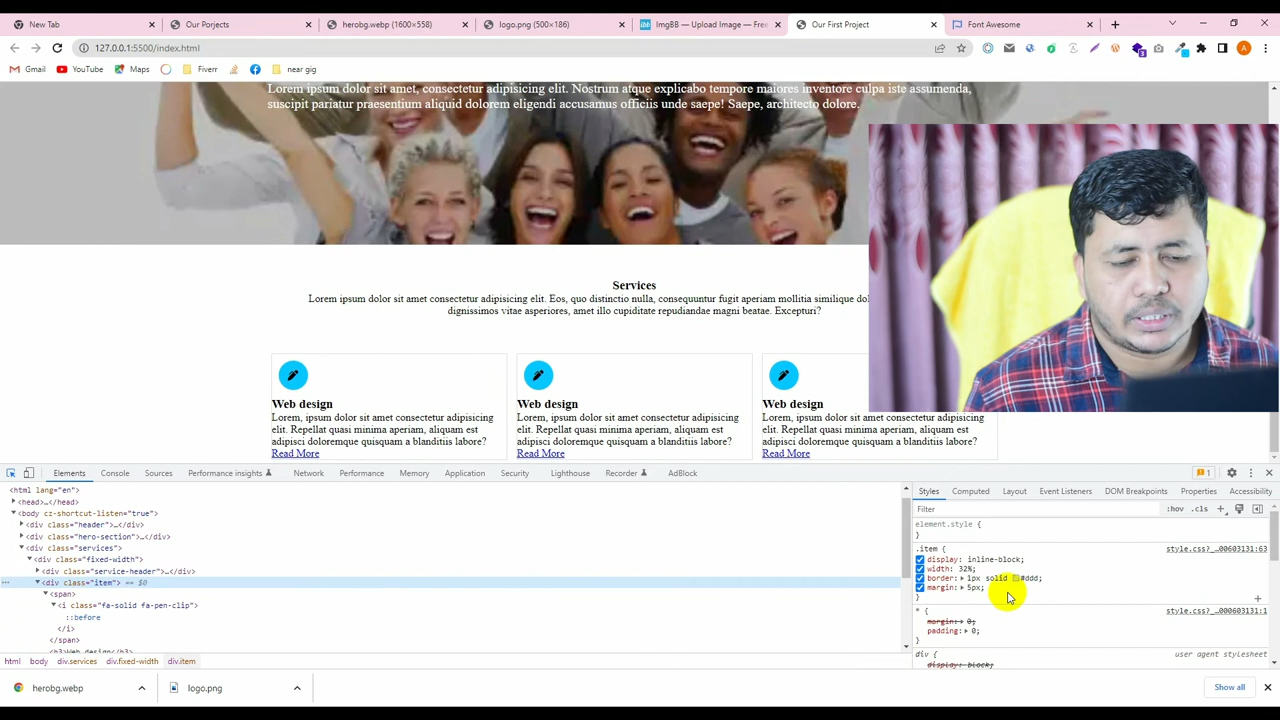 New Tab
Our Porjects
herobg.webp (1600×558)
logo.png (500×186)
ImgBB — Upload Image — Free
Our First Project
Font Awesome
127.0.0.1:5500/index.html
Gmail
YouTube
Maps
Fiverr
near gig
Lorem ipsum dolor sit amet, consectetur adipisicing elit. Nostrum atque explicabo tempore maiores inventore culpa iste assumenda,
suscipit pariatur praesentium aliquid dolorem eligendi accusamus officiis unde saepe! Saepe, architecto dolore.
Services
Lorem ipsum dolor sit amet consectetur adipisicing elit. Eos, quo distinctio nulla, consequuntur fugit aperiam mollitia similique
dignissimos vitae asperiores, amet illo cupiditate repudiandae magni beatae. Excepturi?
Web design
Lorem, ipsum dolor sit amet consectetur adipisicing
elit. Repellat quasi minima aperiam, aliquam est
adipisci doloremque quisquam a blanditiis labore?
Read More
Web design
Lorem, ipsum dolor sit amet consectetur adipisicing
elit. Repellat quasi minima aperiam, aliquam est
adipisci doloremque quisquam a blanditiis labore?
Read More
Web design
Lorem, ipsum dolor sit amet consectetur adipisicing
elit. Repellat quasi minima aperiam, aliquam est
adipisci doloremque quisquam a blanditiis labore?
Read More
Elements
Console
Sources
Performance insights
Network
Performance
Memory
Application
Security
Lighthouse
Recorder
AdBlock
1
<html lang="en">
<head>…</head>
<body cz-shortcut-listen="true">
<div class="header">…</div>
<div class="hero-section">…</div>
<div class="services">
<div class="fixed-width">
<div class="service-header">…</div>
<div class="item"> == $0
<span>
<i class="fa-solid fa-pen-clip">
::before
</i>
</span>
html body div.services div.fixed-width div.item
Styles
Computed
Layout
Event Listeners
DOM Breakpoints
Properties
Accessibility
Filter
:hov .cls
element.style {
}
.item {
style.css?_…00603131:63
display: inline-block;
width: 32%;
border: 1px solid #ddd;
margin: 5px;
}
* {
style.css?_…000603131:1
margin: 0;
padding: 0;
}
div {
user agent stylesheet
display: block;
herobg.webp
logo.png
Show all